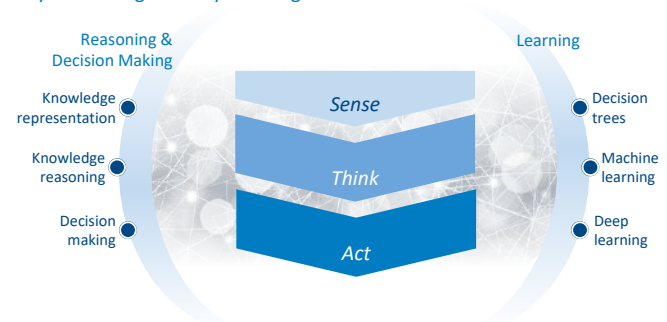 Reasoning &
Decision Making
Learning
Knowledge
representation
Knowledge
reasoning
Decision
making
Sense
Think
Act
Decision
trees
Machine
learning
Deep
learning